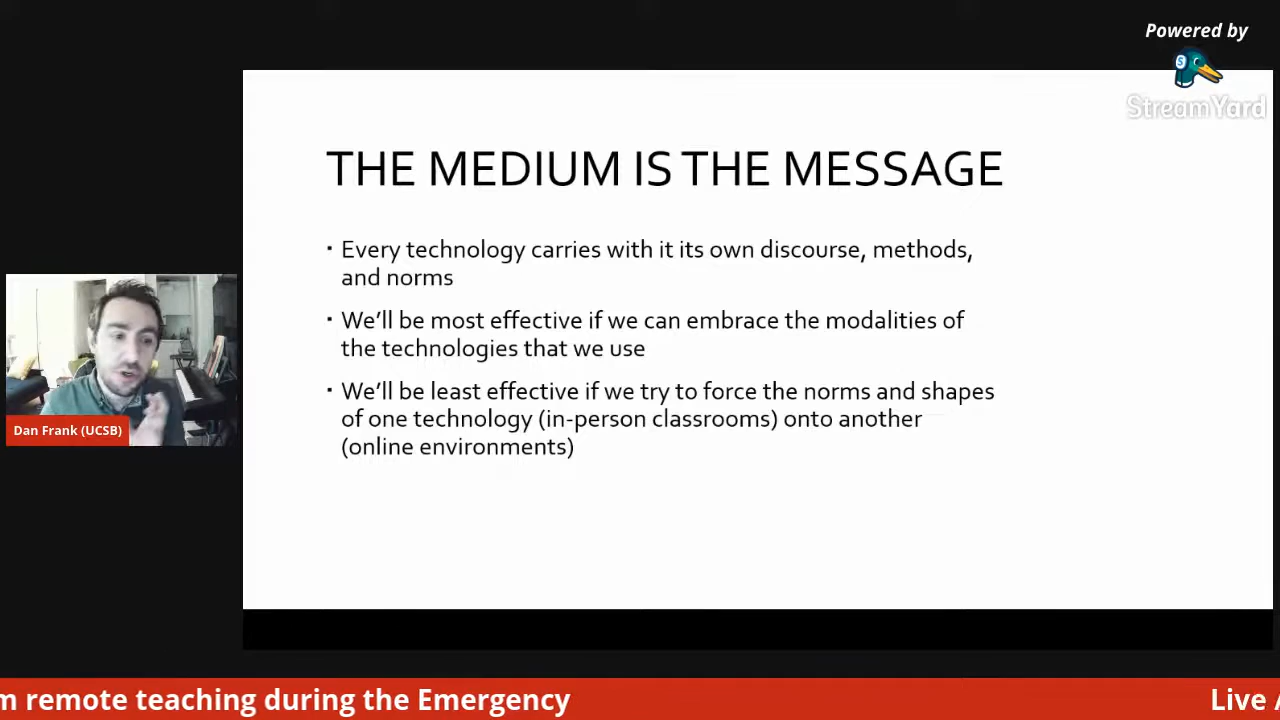 Powered by
StreamYard
THE MEDIUM IS THE MESSAGE
▪ Every technology carries with it its own discourse, methods,
and norms
▪ We’ll be most effective if we can embrace the modalities of
the technologies that we use
▪ We’ll be least effective if we try to force the norms and shapes
of one technology (in-person classrooms) onto another
(online environments)
Dan Frank (UCSB)
m remote teaching during the Emergency
Live